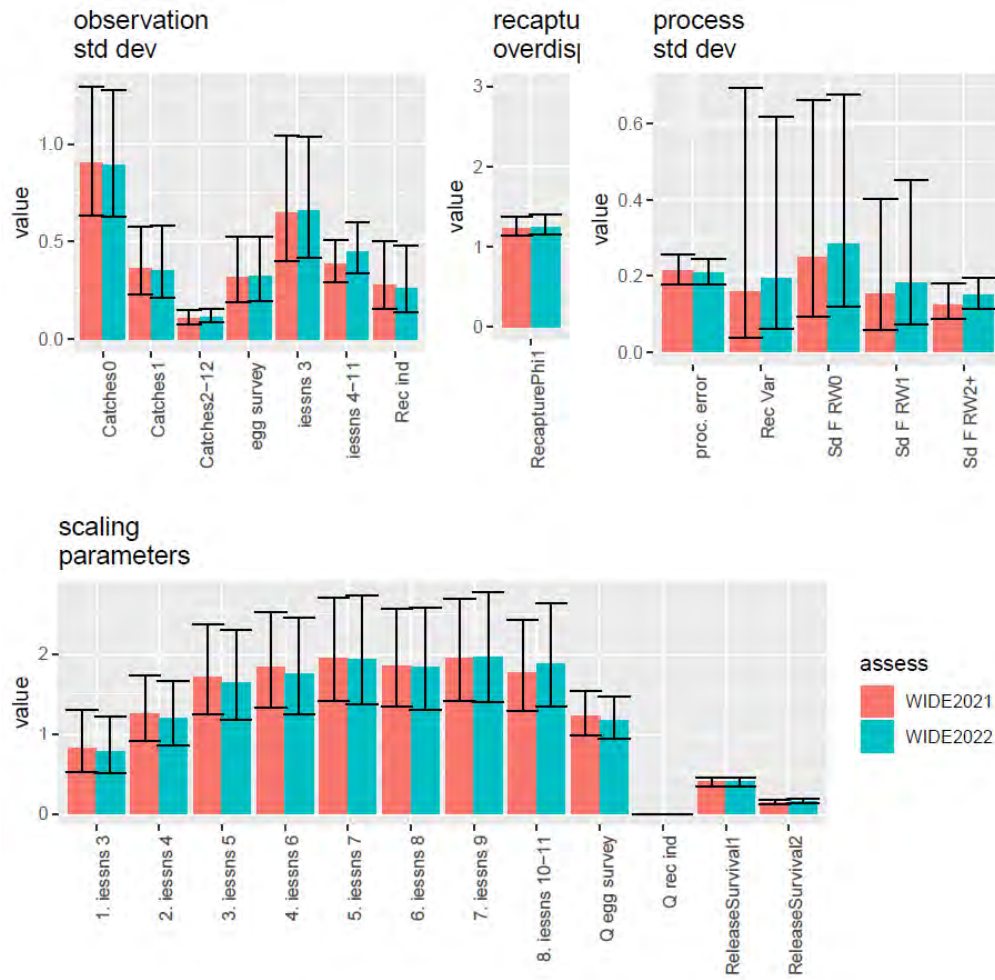 observation
std dev
value
1.0
0.5
0.0
Catches0
Catches1
Catches2-12
egg survey
iessns 3
iessns 4-11
Rec ind
recaptu
overdisp
value
3
2
1
0
RecapturePhi1
process
std dev
value
0.6
0.4
0.2
0.0
proc. error
Rec Var
Sd F RW0
Sd F RW1
Sd F RW2+
scaling
parameters
value
2
1
0
1. iessns 3
2. iessns 4
3. iessns 5
4. iessns 6
5. iessns 7
6. iessns 8
7. iessns 9
8. iessns 10-11
Q egg survey
Q rec ind
ReleaseSurvival1
ReleaseSurvival2
assess
WIDE2021
WIDE2022